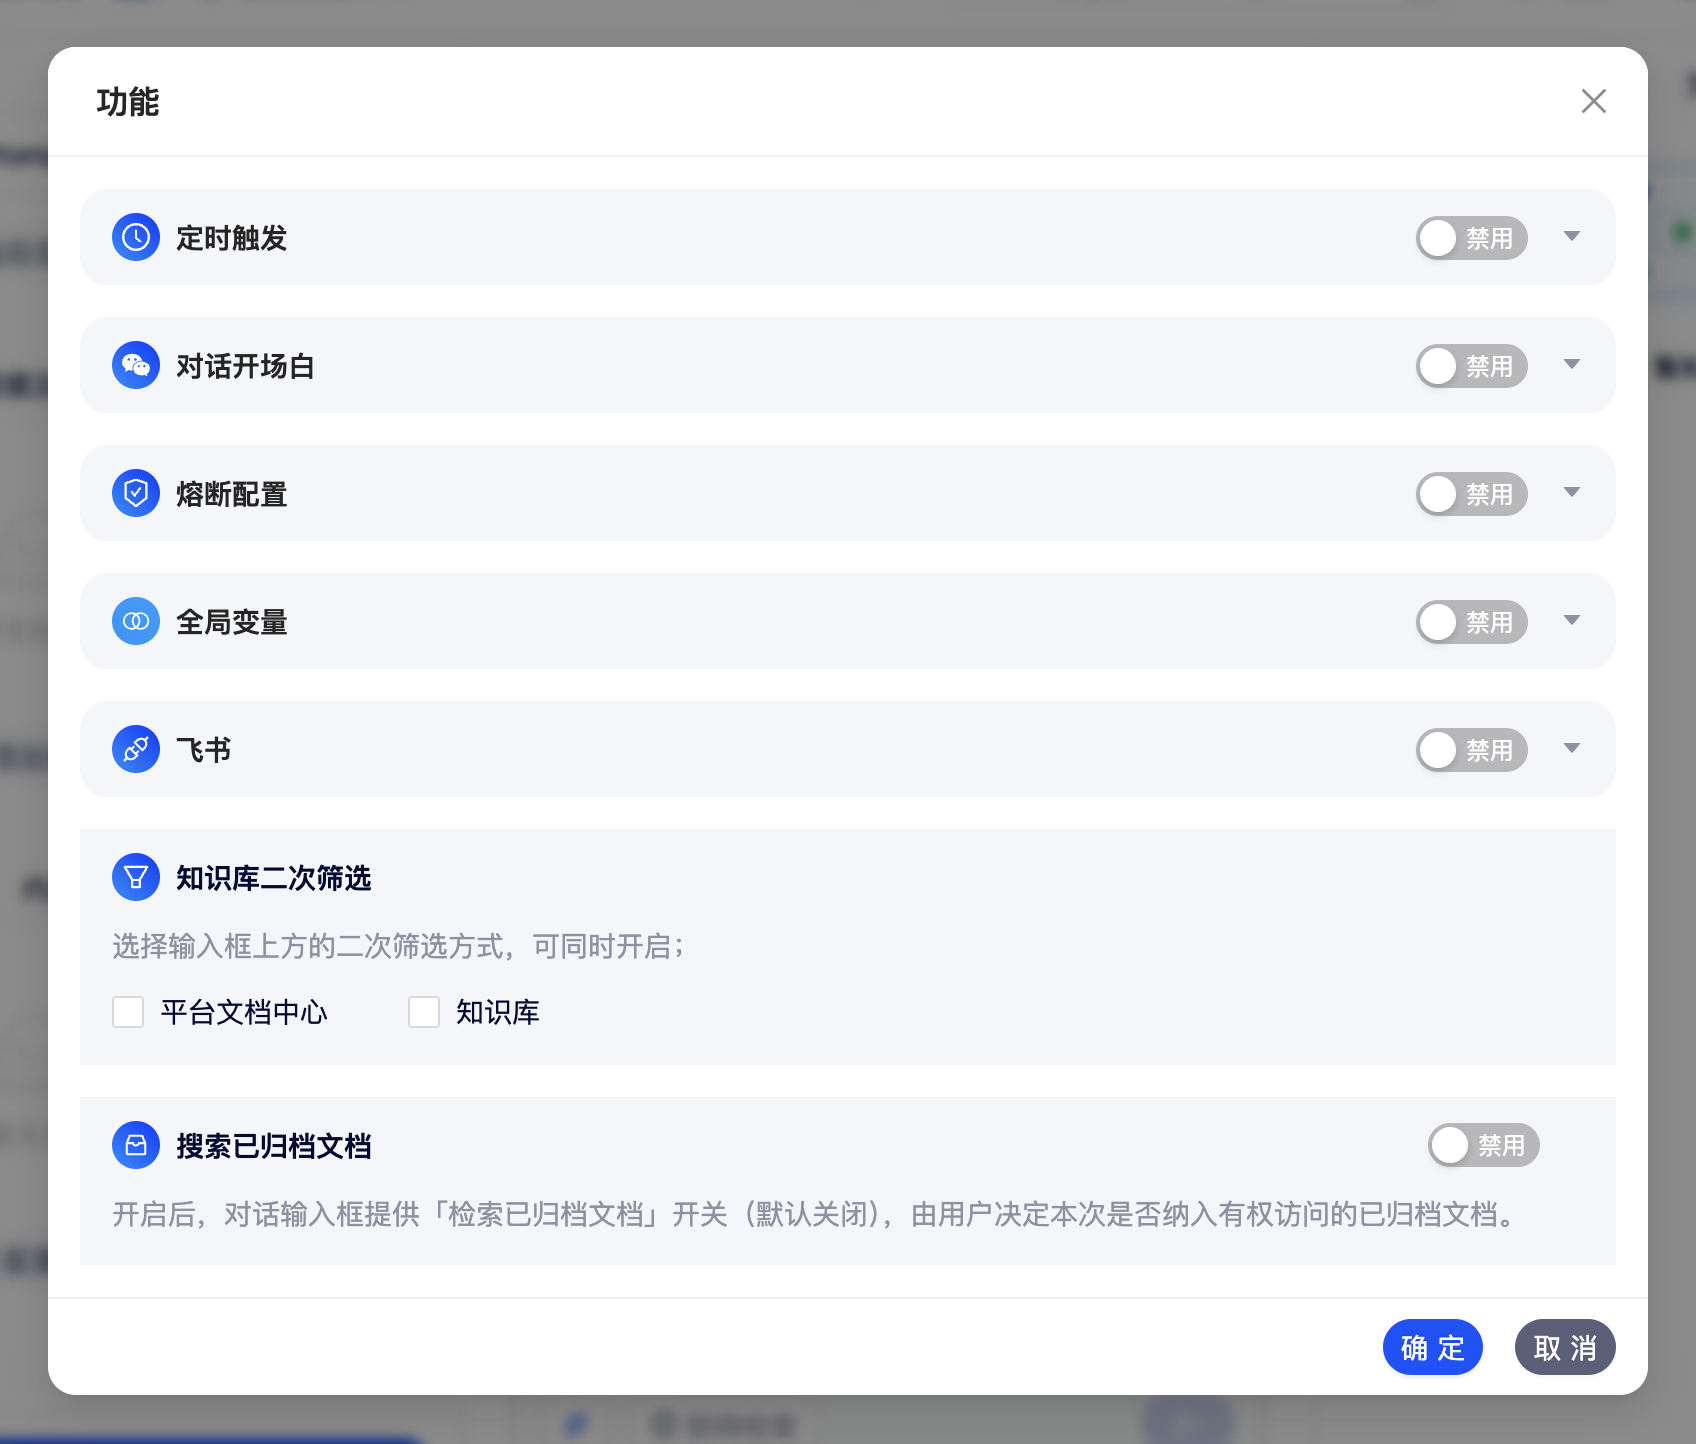 功能
定时触发 禁用
对话开场白 禁用
熔断配置 禁用
全局变量 禁用
飞书 禁用
知识库二次筛选
选择输入框上方的二次筛选方式，可同时开启；
平台文档中心 知识库
搜索已归档文档 禁用
开启后，对话输入框提供「检索已归档文档」开关（默认关闭），由用户决定本次是否纳入有权访问的已归档文档。
确 定 取 消